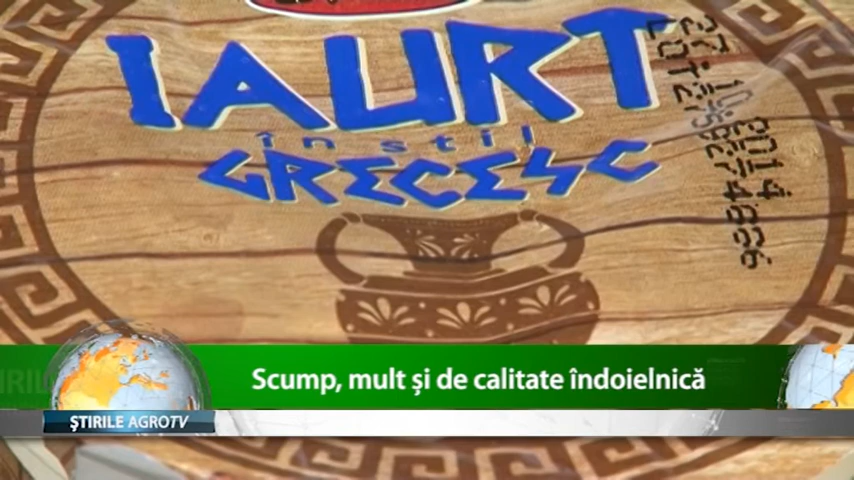 IAURT
în stil
GRECESC
Scump, mult și de calitate îndoielnică
ȘTIRILE AGROTV